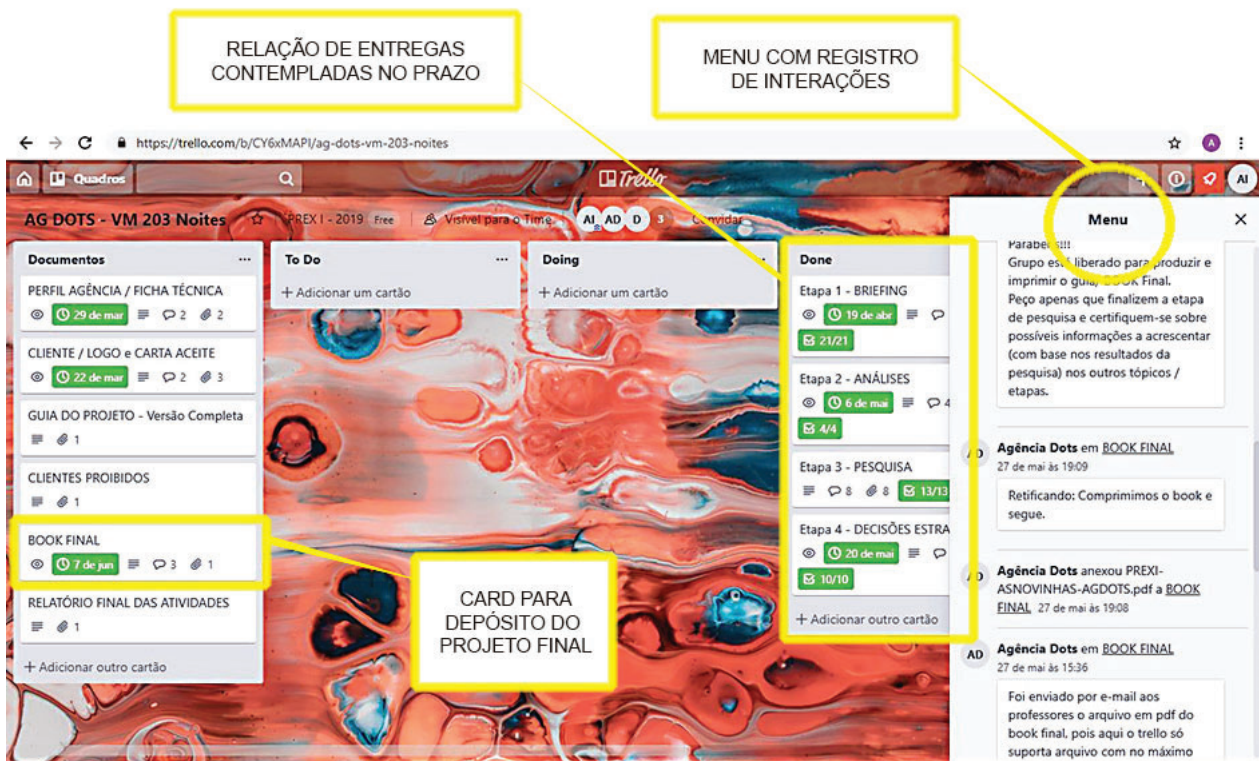 RELAÇÃO DE ENTREGAS
CONTEMPLADAS NO PRAZO
MENU COM REGISTRO
DE INTERAÇÕES
https://trello.com/b/CY6xMAPI/ag-dots-vm-203-noites
A
Quadros
Trello
AI
AG DOTS - VM 203 Noites
PREX I - 2019 Free
Visível para o Time
AI AD D 3
Convidar
Documentos
PERFIL AGÊNCIA / FICHA TÉCNICA
29 de mar 2 2
CLIENTE / LOGO e CARTA ACEITE
22 de mar 2 3
GUIA DO PROJETO - Versão Completa
1
CLIENTES PROIBIDOS
1
BOOK FINAL
7 de jun 3 1
RELATÓRIO FINAL DAS ATIVIDADES
1
+ Adicionar outro cartão
To Do
+ Adicionar um cartão
Doing
+ Adicionar um cartão
CARD PARA
DEPÓSITO DO
PROJETO FINAL
Done
Etapa 1 - BRIEFING
19 de abr
21/21
Etapa 2 - ANÁLISES
6 de mai 4
4/4
Etapa 3 - PESQUISA
8 8 13/13
Etapa 4 - DECISÕES ESTRA
20 de mai
10/10
+ Adicionar outro cartão
Menu
Parabéns!!!
Grupo está liberado para produzir e
imprimir o guia, BOOK Final.
Peço apenas que finalizem a etapa
de pesquisa e certifiquem-se sobre
possíveis informações a acrescentar
(com base nos resultados da
pesquisa) nos outros tópicos /
etapas.
AD Agência Dots em BOOK FINAL
27 de mai às 19:09
Retificando: Comprimimos o book e
segue.
AD Agência Dots anexou PREXI-
ASNOVINHAS-AGDOTS.pdf a BOOK
FINAL 27 de mai às 19:08
AD Agência Dots em BOOK FINAL
27 de mai às 15:36
Foi enviado por e-mail aos
professores o arquivo em pdf do
book final, pois aqui o trello só
suporta arquivo com no máximo